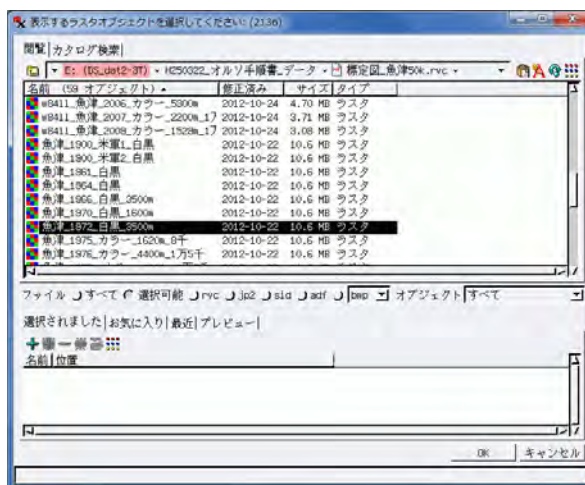 表示するラスタオブジェクトを選択してください: (2136)
閲覧 カタログ検索
E: (DS_dat2-3T) H250322_オルソ手順書_データ 標定図_魚津50k.rvc
名前 (59 オブジェクト) 修正済み サイズ タイプ
w8411_魚津_2006_カラー_5300m 2012-10-24 4.70 MB ラスタ
w8411_魚津_2007_カラー_2200m_1万 2012-10-24 3.71 MB ラスタ
w8411_魚津_2008_カラー_1528m_1万 2012-10-24 3.08 MB ラスタ
魚津_1900_米軍1_白黒 2012-10-22 10.6 MB ラスタ
魚津_1900_米軍2_白黒 2012-10-22 10.6 MB ラスタ
魚津_1961_白黒 2012-10-22 10.6 MB ラスタ
魚津_1964_白黒 2012-10-22 10.6 MB ラスタ
魚津_1966_白黒_3500m 2012-10-22 10.6 MB ラスタ
魚津_1970_白黒_1600m 2012-10-22 10.6 MB ラスタ
魚津_1972_白黒_3500m 2012-10-22 10.6 MB ラスタ
魚津_1975_カラー_1620m_8千 2012-10-22 10.6 MB ラスタ
魚津_1976_カラー_4400m_1万5千 2012-10-22 10.6 MB ラスタ
ファイル すべて 選択可能 rvc jp2 sid adf bmp オブジェクト すべて
選択されました お気に入り 最近 プレビュー
名前 位置
OK キャンセル